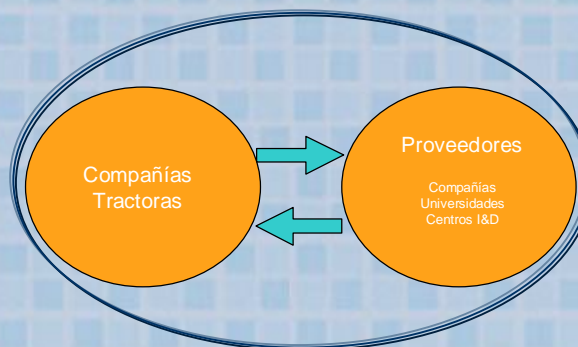 Compañías
Tractoras
Proveedores
Compañías
Universidades
Centros I&D